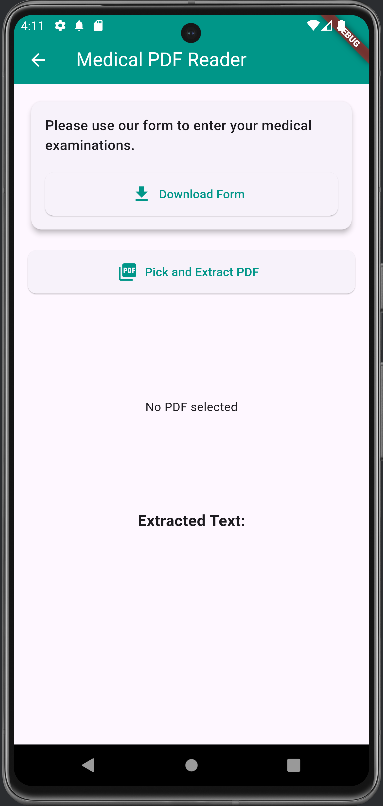 4:11
DEBUG
Medical PDF Reader
Please use our form to enter your medical
examinations.
Download Form
PDF
Pick and Extract PDF
No PDF selected
Extracted Text: